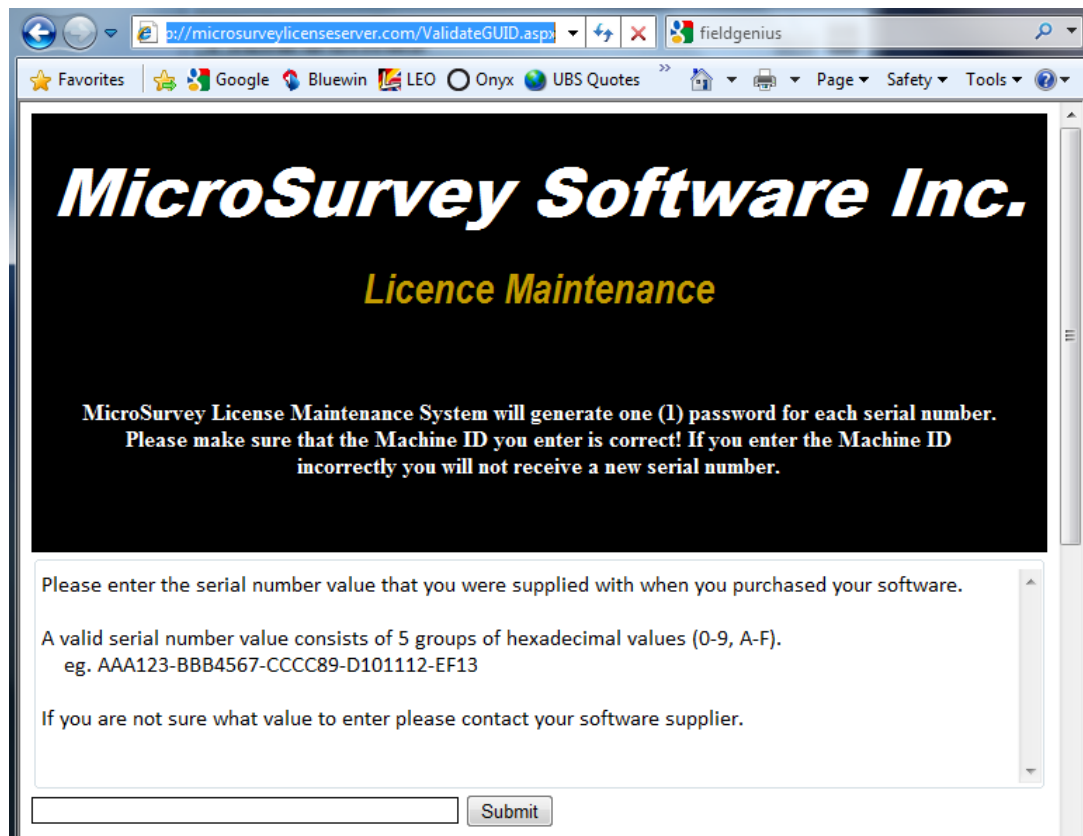 p://microsurveylicenseserver.com/ValidateGUID.aspx
fieldgenius
Favorites Google Bluewin LEO Onyx UBS Quotes » Page Safety Tools
MicroSurvey Software Inc.
Licence Maintenance
MicroSurvey License Maintenance System will generate one (1) password for each serial number.
Please make sure that the Machine ID you enter is correct! If you enter the Machine ID
incorrectly you will not receive a new serial number.
Please enter the serial number value that you were supplied with when you purchased your software.
A valid serial number value consists of 5 groups of hexadecimal values (0-9, A-F).
eg. AAA123-BBB4567-CCCC89-D101112-EF13
If you are not sure what value to enter please contact your software supplier.
Submit